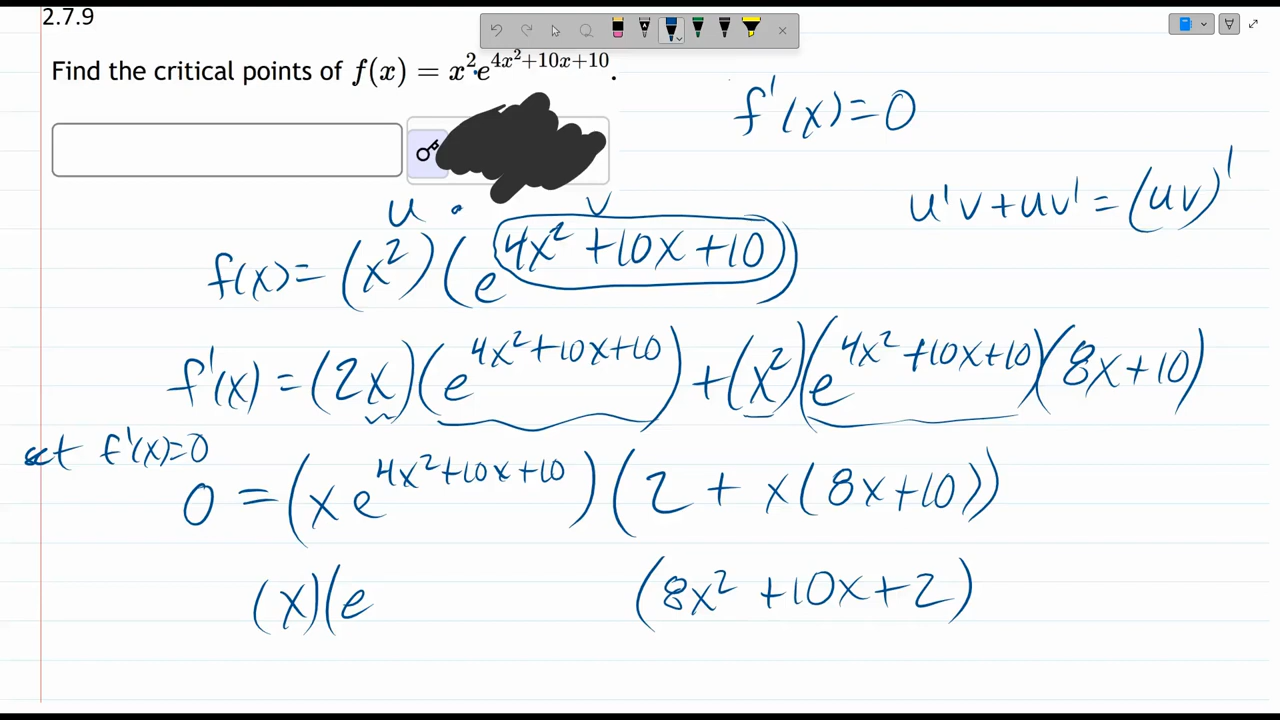 2.7.9
Find the critical points of f(x) = x²e^{4x²+10x+10}.
f'(x)=0
u'v+uv' = (uv)'
u · v
f(x)= (x²)(e^{4x²+10x+10})
f'(x) = (2x)(e^{4x²+10x+10}) + (x²)(e^{4x²+10x+10})(8x+10)
set f'(x)=0
0 = (xe^{4x²+10x+10})(2 + x(8x+10))
(x)(e (8x²+10x+2)